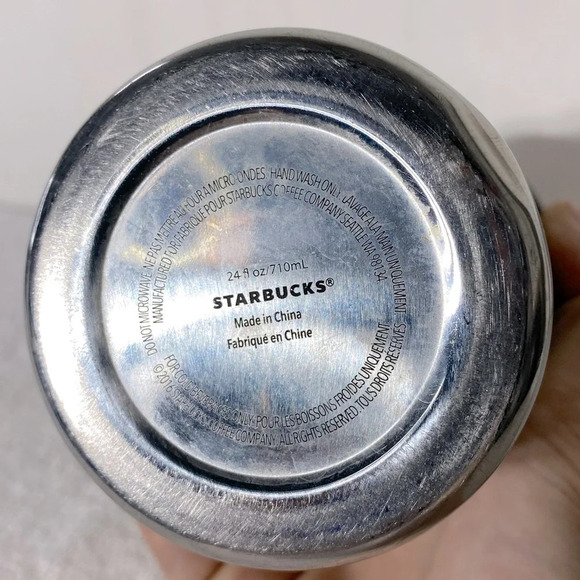 DO NOT MICROWAVE. NE PAS METTRE AU FOUR À MICRO-ONDES. HAND WASH ONLY. LAVAGE À LA MAIN UNIQUEMENT.
MANUFACTURED FOR/FABRIQUÉ POUR STARBUCKS COFFEE COMPANY, SEATTLE, WA 98134.
24 fl oz/710mL
STARBUCKS®
Made in China
Fabriqué en Chine
FOR ONLY. POUR LES BOISSONS FROIDES UNIQUEMENT.
COFFEE COMPANY. ALL RIGHTS RESERVED. TOUS DROITS RÉSERVÉS.